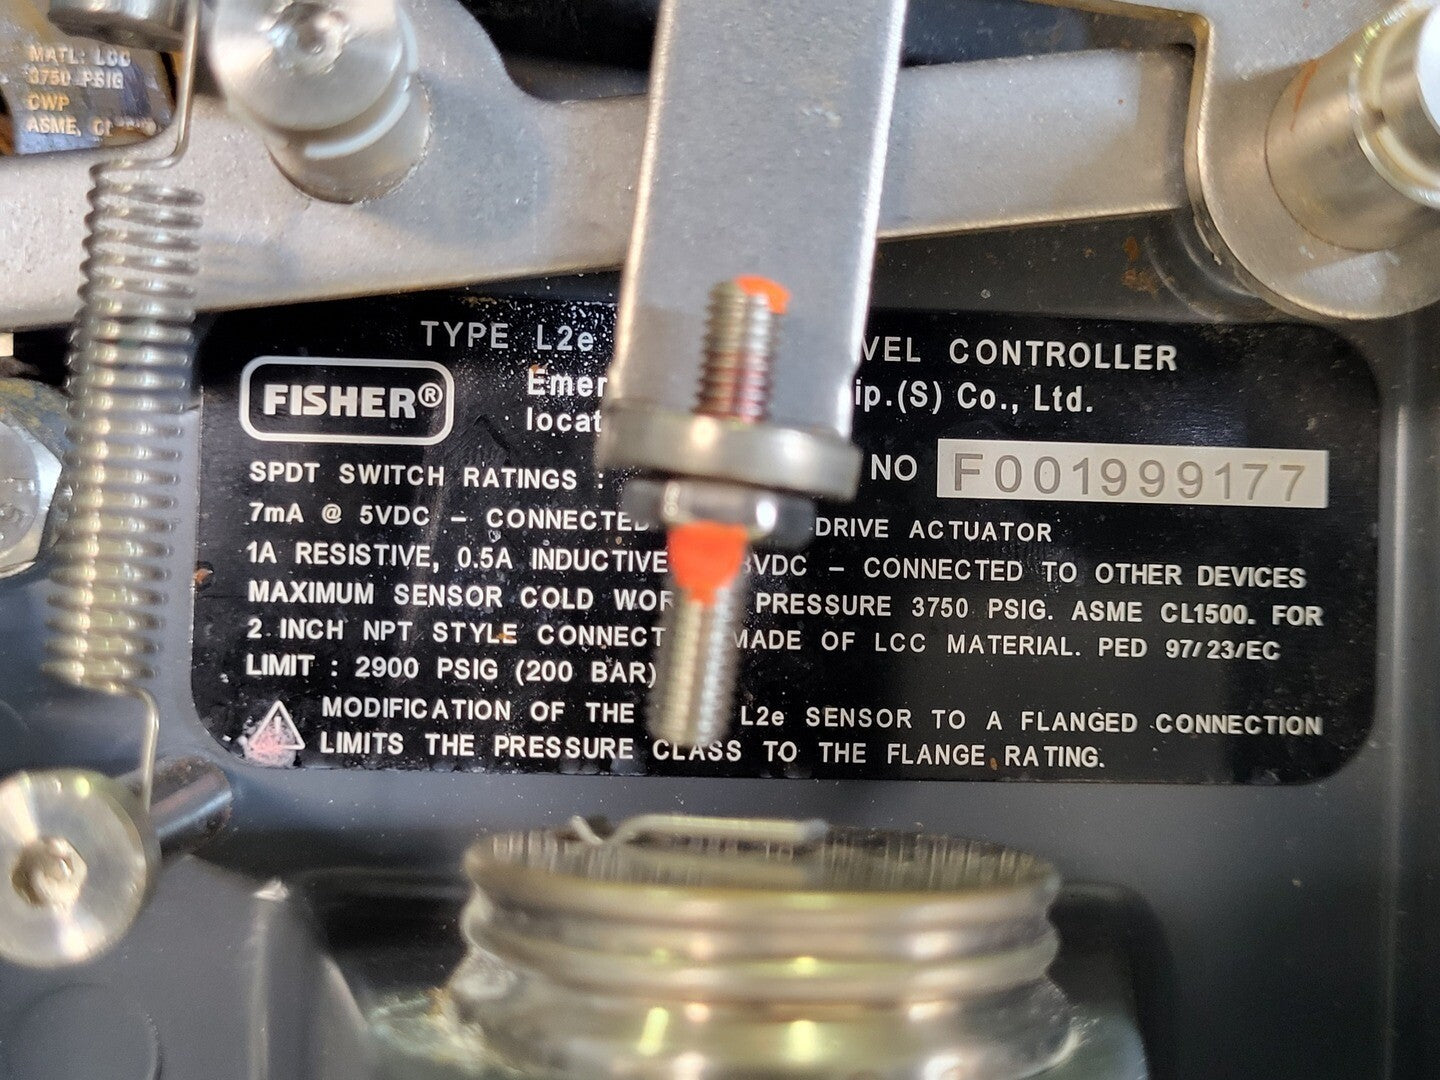 MATL: LCC
3750 PSIG
CWP
ASME, CL
TYPE L2e VEL CONTROLLER
FISHER®
Emer ip.(S) Co., Ltd.
locat
NO F001999177
SPDT SWITCH RATINGS :
7mA @ 5VDC – CONNECTED DRIVE ACTUATOR
1A RESISTIVE, 0.5A INDUCTIVE VDC – CONNECTED TO OTHER DEVICES
MAXIMUM SENSOR COLD WOR PRESSURE 3750 PSIG. ASME CL1500. FOR
2 INCH NPT STYLE CONNECT MADE OF LCC MATERIAL. PED 97/23/EC
LIMIT : 2900 PSIG (200 BAR)
MODIFICATION OF THE L2e SENSOR TO A FLANGED CONNECTION
LIMITS THE PRESSURE CLASS TO THE FLANGE RATING.